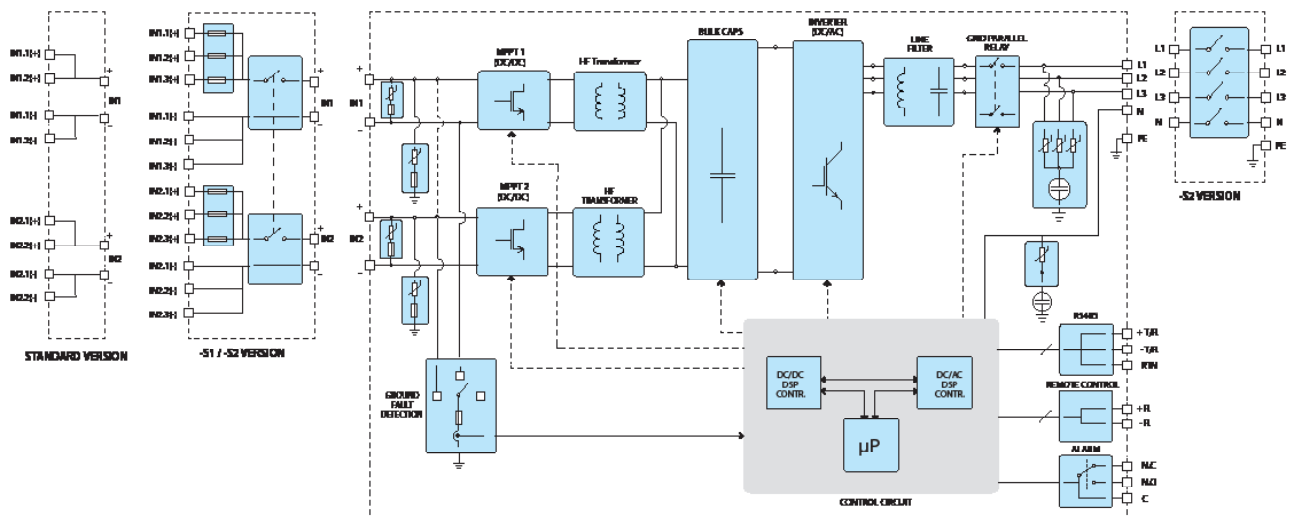 IN1.1(+)
IN1.2(+)
IN1.1(-)
IN1.3(-)
+
IN1
−
IN2.1(+)
IN2.2(+)
IN2.1(-)
IN2.2(-)
+
IN2
−
STANDARD VERSION
IN1.1(+)
IN1.2(+)
IN1.3(+)
IN1.1(-)
IN1.2(-)
IN1.3(-)
+
IN1
−
IN2.1(+)
IN2.2(+)
IN2.3(+)
IN2.1(-)
IN2.2(-)
IN2.3(-)
+
IN2
−
-S1 / -S2 VERSION
+
IN1
−
+
IN2
−
MPPT 1
(DC/DC)
HF Transformer
MPPT 2
(DC/DC)
HF
TRANSFORMER
BULK CAPS
INVERTER
(DC/AC)
LINE
FILTER
GRID PARALLEL
RELAY
L1
L2
L3
N
PE
L1
L2
L3
N
L1
L2
L3
N
PE
-S2 VERSION
GROUND
FAULT
DETECTION
DC/DC
DSP
CONTR.
DC/AC
DSP
CONTR.
μP
CONTROL CIRCUIT
RS485
+T/R
-T/R
RTN
REMOTE CONTROL
+R
-R
ALARM
N.C
N.O
C